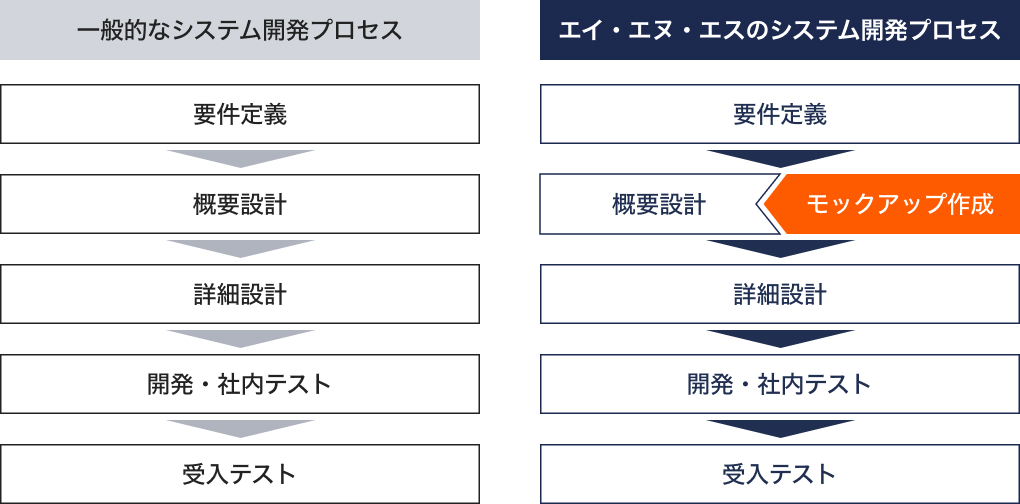 一般的なシステム開発プロセス
要件定義
概要設計
詳細設計
開発・社内テスト
受入テスト
エイ・エヌ・エスのシステム開発プロセス
要件定義
概要設計
モックアップ作成
詳細設計
開発・社内テスト
受入テスト